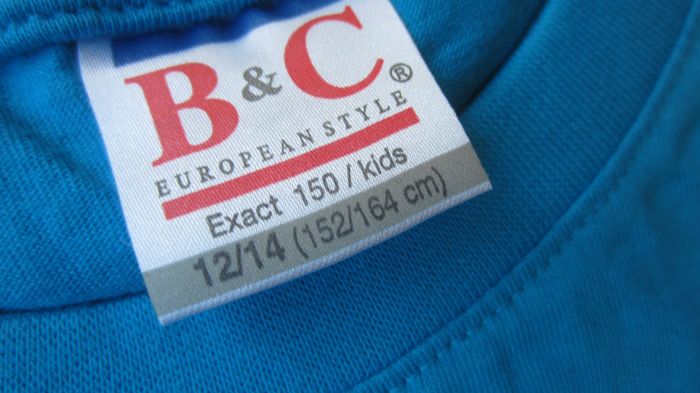 B&C®
EUROPEAN STYLE
Exact 150 / kids
12/14 (152/164 cm)